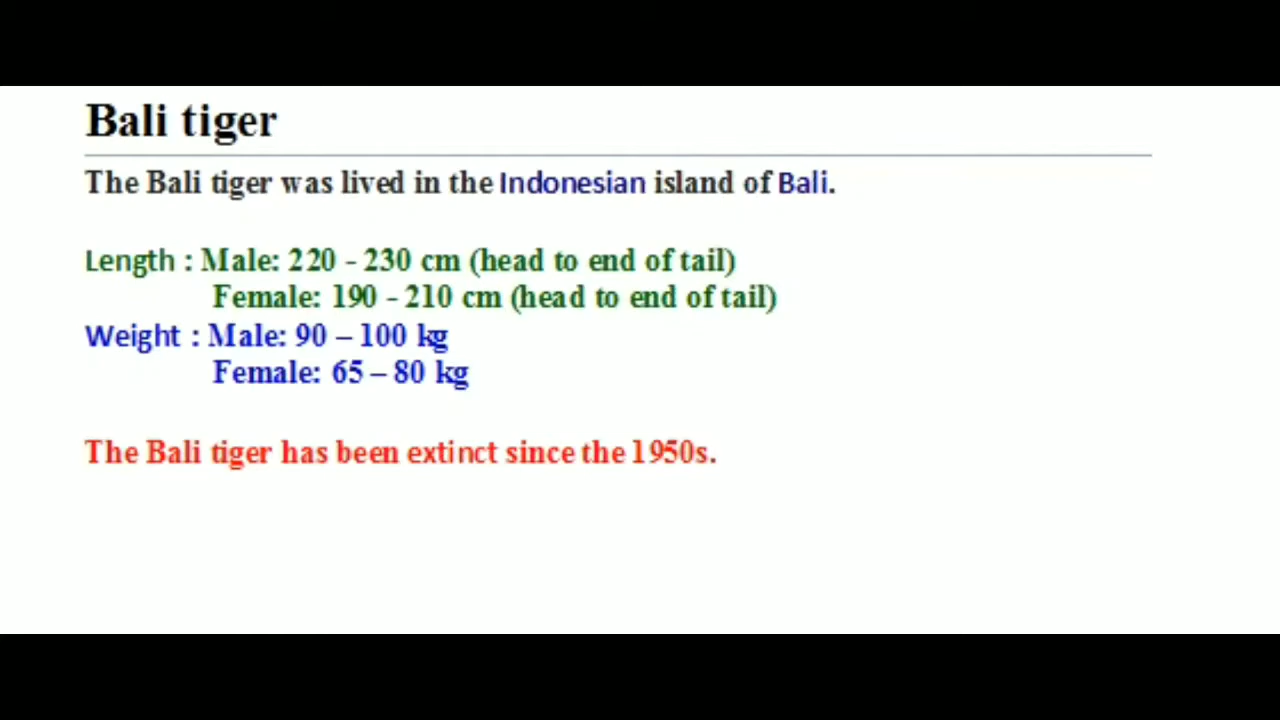 Bali tiger
The Bali tiger was lived in the Indonesian island of Bali.
Length : Male: 220 - 230 cm (head to end of tail)
Female: 190 - 210 cm (head to end of tail)
Weight : Male: 90 – 100 kg
Female: 65 – 80 kg
The Bali tiger has been extinct since the 1950s.